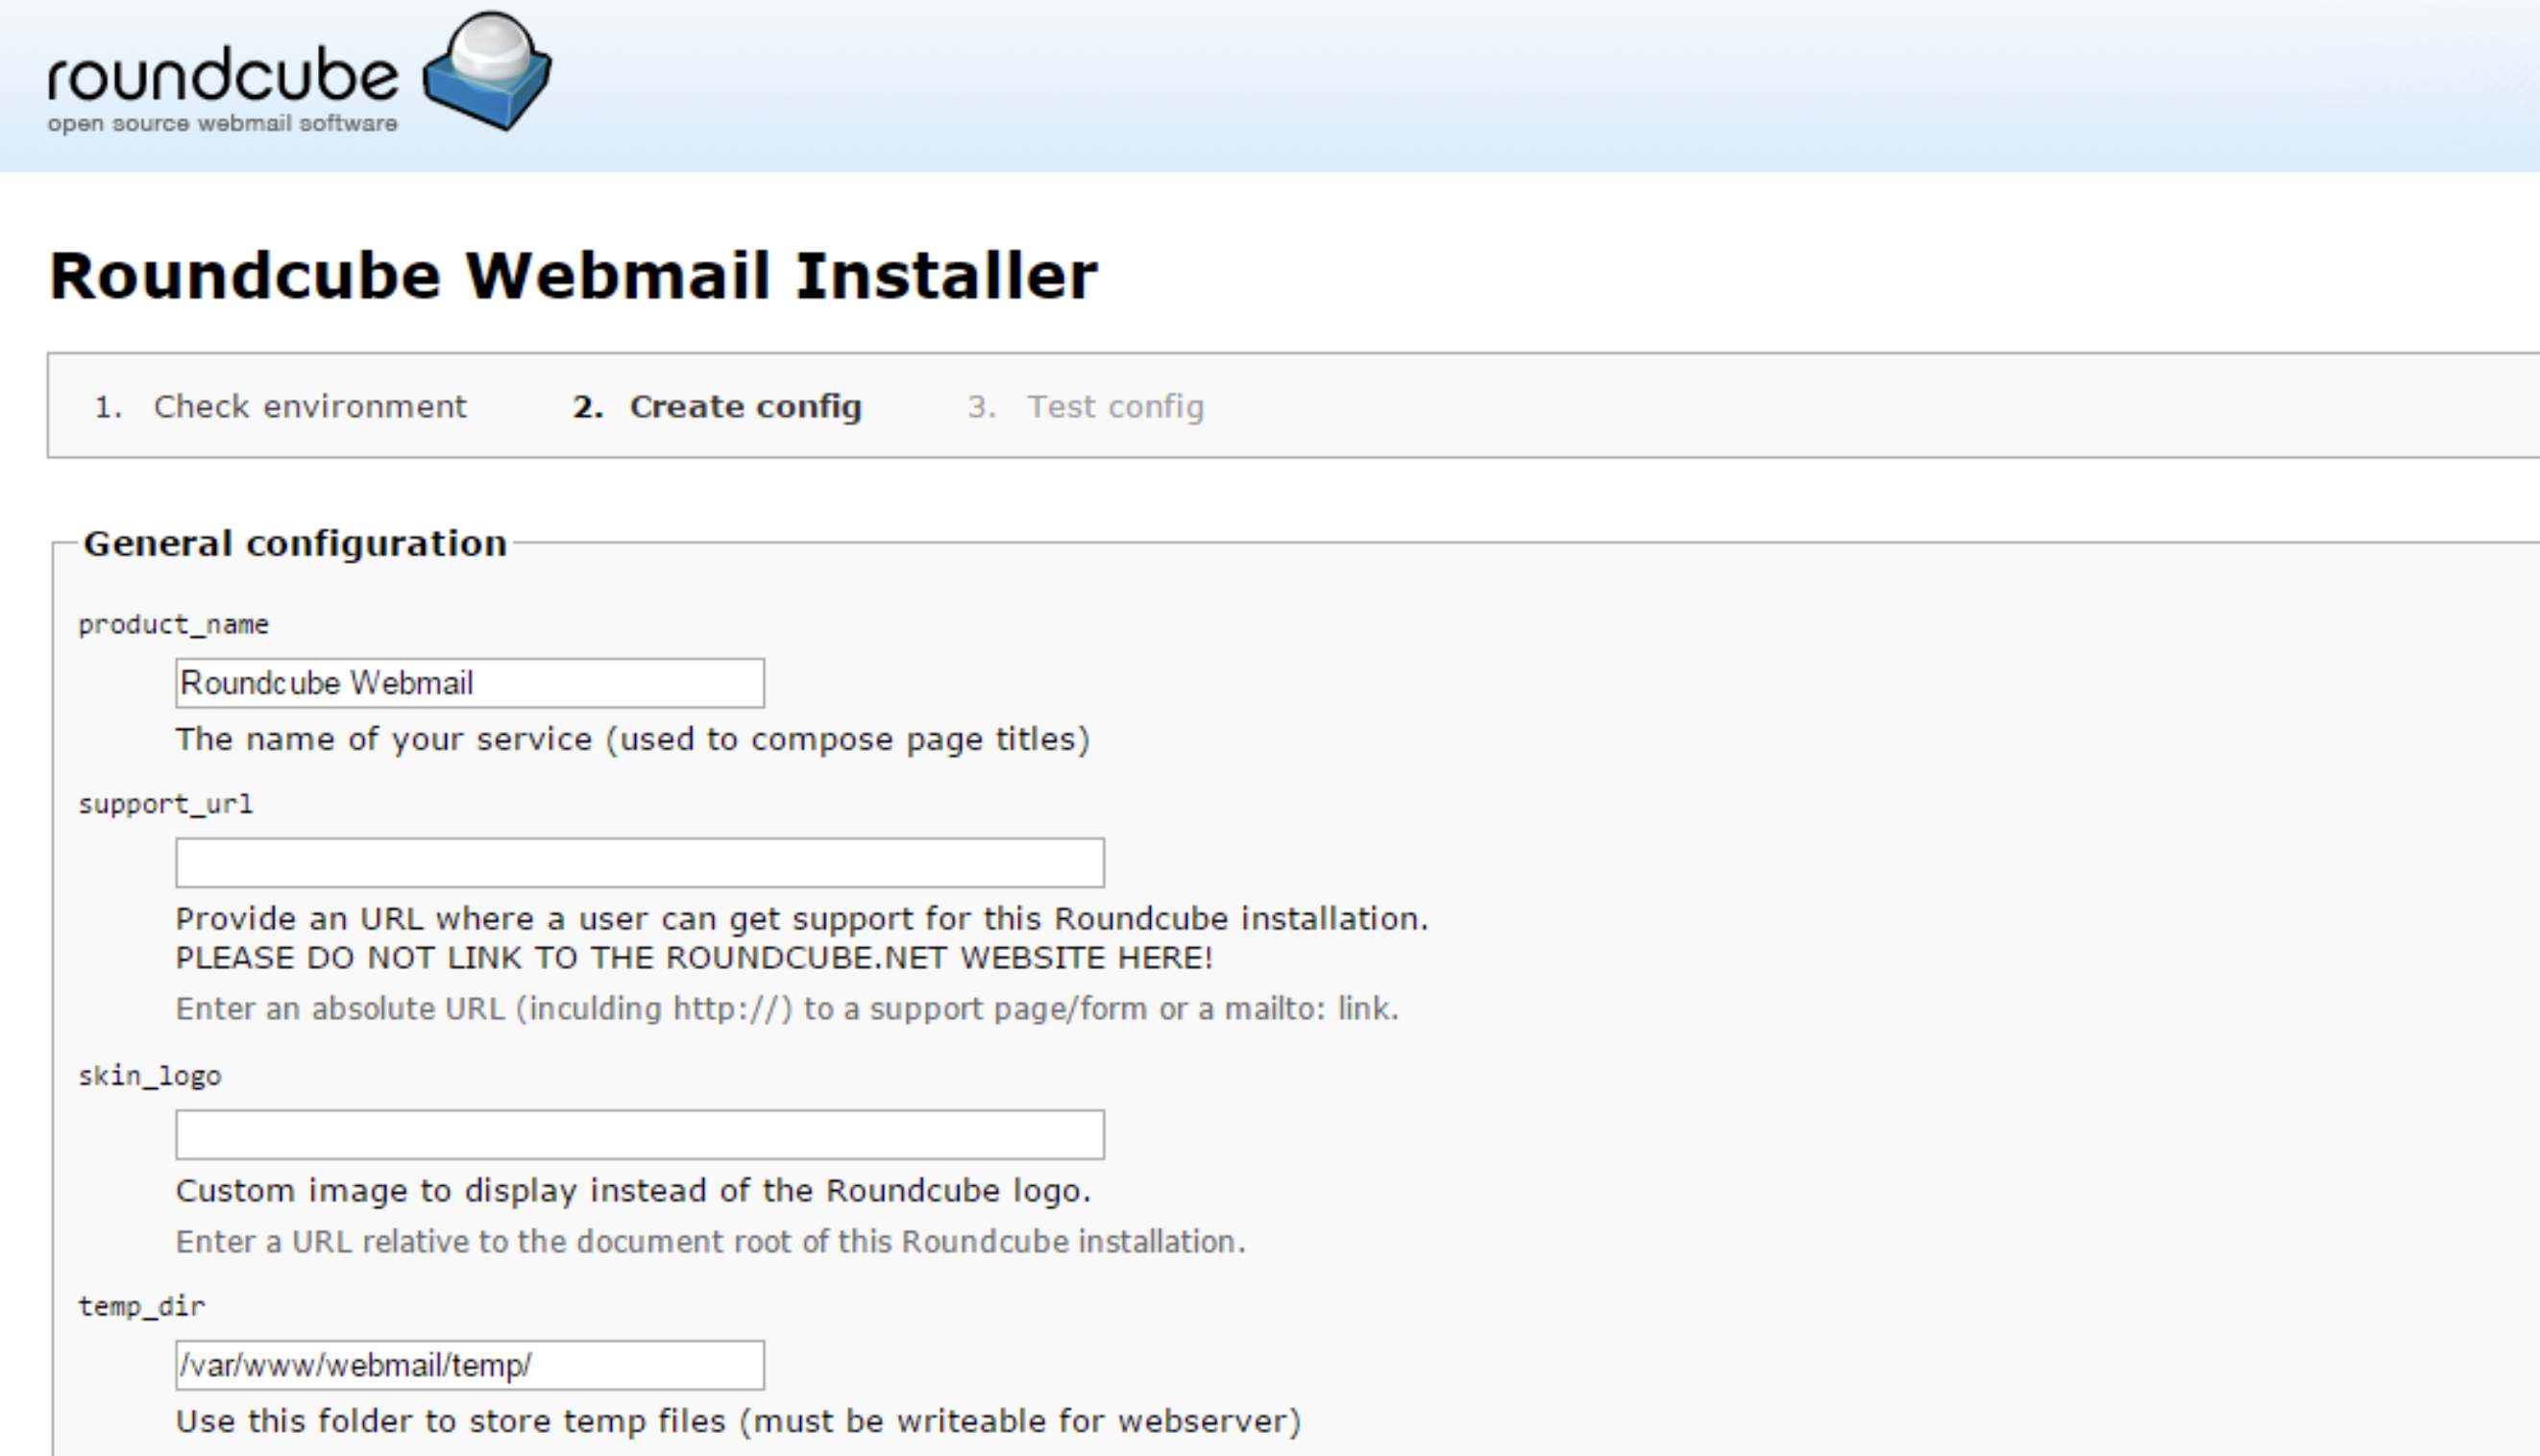 roundcube
open source webmail software
Roundcube Webmail Installer
1. Check environment 2. Create config 3. Test config
General configuration
product_name
Roundcube Webmail
The name of your service (used to compose page titles)
support_url
Provide an URL where a user can get support for this Roundcube installation.
PLEASE DO NOT LINK TO THE ROUNDCUBE.NET WEBSITE HERE!
Enter an absolute URL (inculding http://) to a support page/form or a mailto: link.
skin_logo
Custom image to display instead of the Roundcube logo.
Enter a URL relative to the document root of this Roundcube installation.
temp_dir
/var/www/webmail/temp/
Use this folder to store temp files (must be writeable for webserver)